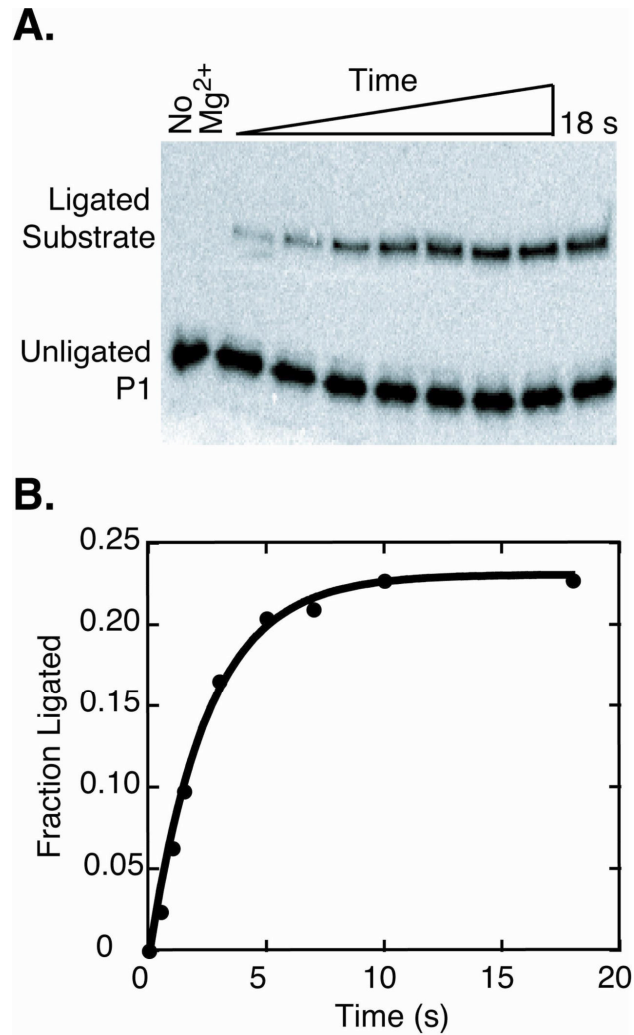 A.
No
Mg2+
Time
18 s
Ligated
Substrate
Unligated
P1
B.
Fraction Ligated
0.25
0.20
0.15
0.10
0.05
0
0
5
10
15
20
Time (s)